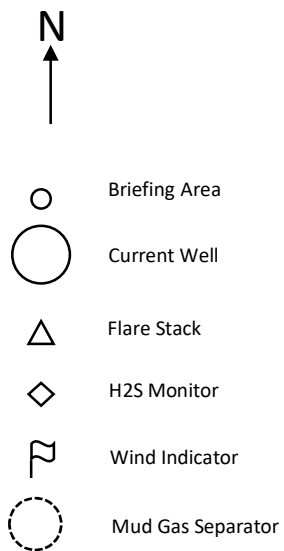 N
Briefing Area
Current Well
Flare Stack
H2S Monitor
Wind Indicator
Mud Gas Separator